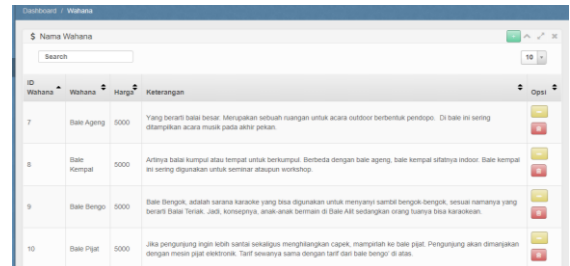 Dashboard / Wahana
$ Nama Wahana
Search
10
ID Wahana
Wahana
Harga
Keterangan
Opsi
7
Bale Ageng
5000
Yang berarti balai besar. Merupakan sebuah ruangan untuk acara outdoor berbentuk pendopo. Di bale ini sering
ditampilkan acara musik pada akhir pekan.
8
Bale
Kempal
5000
Artinya balai kumpul atau tempat untuk berkumpul. Berbeda dengan bale ageng, bale kempal sifatnya indoor. Bale kempal
ini sering digunakan untuk seminar ataupun workshop.
9
Bale Bengo
5000
Bale Bengok, adalah sarana karaoke yang bisa digunakan untuk menyanyi sambil bengok-bengok, sesuai namanya yang
berarti Balai Teriak. Jadi, konsepnya, anak-anak bermain di Bale Alit sedangkan orang tuanya bisa karaokean.
10
Bale Pijat
5000
Jika pengunjung ingin lebih santai sekaligus menghilangkan capek, mampirlah ke bale pijat. Pengunjung akan dimanjakan
dengan mesin pijat elektronik. Tarif sewanya sama dengan tarif dari bale bengo' di atas.